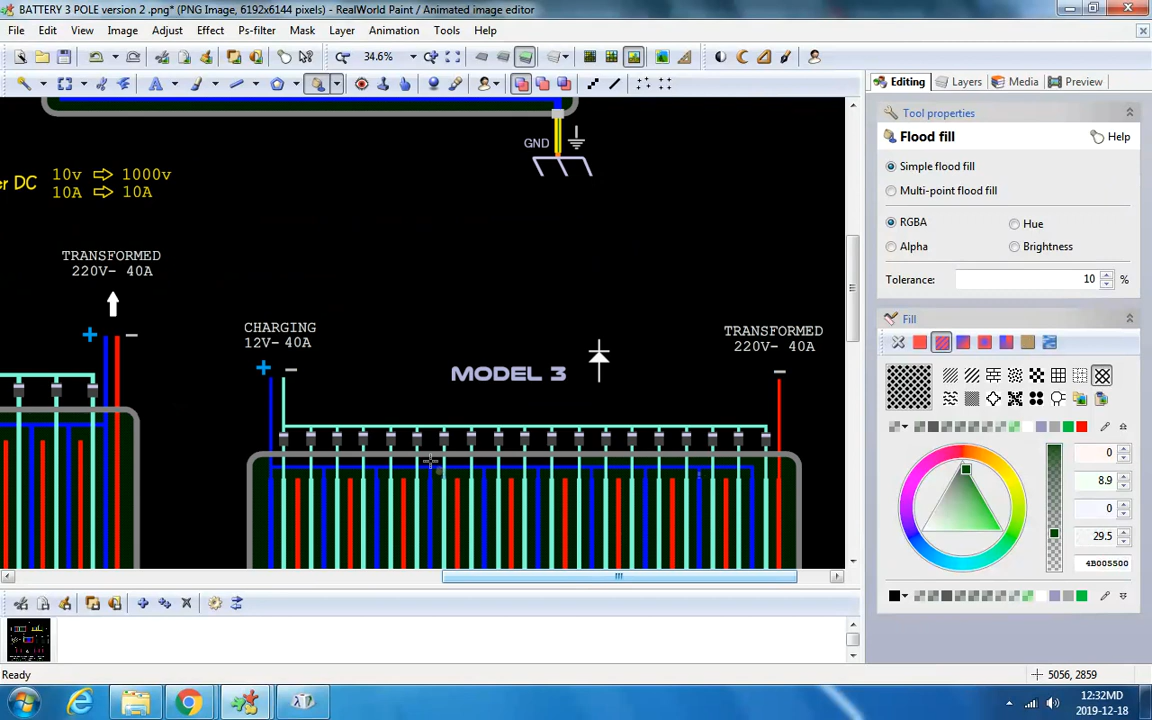 BATTERY 3 POLE version 2 .png* (PNG Image, 6192x6144 pixels) - RealWorld Paint / Animated image editor
File Edit View Image Adjust Effect Ps-filter Mask Layer Animation Tools Help
34.6%
Editing Layers Media Preview
Tool properties
Flood fill Help
Simple flood fill
Multi-point flood fill
RGBA Hue
Alpha Brightness
Tolerance: 10 %
Fill
0
8.9
0
29.5
4B005500
GND
er DC 10v ⇨ 1000v
10A ⇨ 10A
TRANSFORMED
220V- 40A
+ −
CHARGING
12V- 40A
+ −
MODEL 3
TRANSFORMED
220V- 40A
−
Ready
5056, 2859
12:32MD
2019-12-18